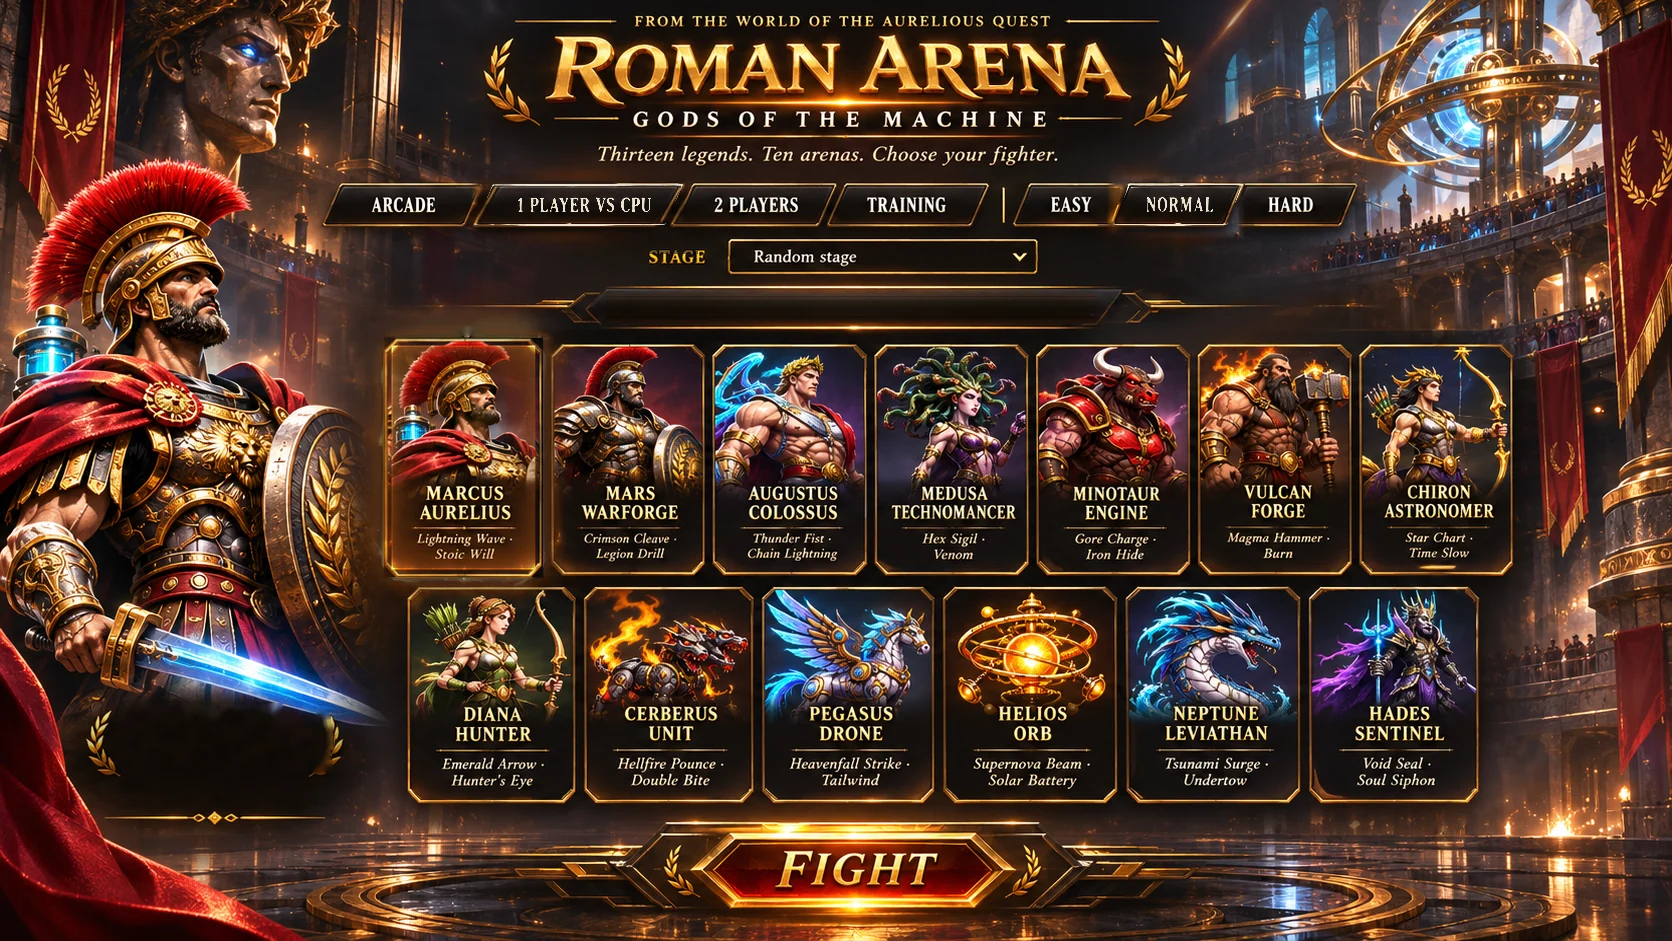 FROM THE WORLD OF THE AURELIOUS QUEST
ROMAN ARENA
GODS OF THE MACHINE
Thirteen legends. Ten arenas. Choose your fighter.
ARCADE
1 PLAYER VS CPU
2 PLAYERS
TRAINING
EASY
NORMAL
HARD
STAGE
Random stage
MARCUS
AURELIUS
Lightning Wave ·
Stoic Will
MARS
WARFORGE
Crimson Cleave ·
Legion Drill
AUGUSTUS
COLOSSUS
Thunder Fist ·
Chain Lightning
MEDUSA
TECHNOMANCER
Hex Sigil ·
Venom
MINOTAUR
ENGINE
Gore Charge ·
Iron Hide
VULCAN
FORGE
Magma Hammer ·
Burn
CHIRON
ASTRONOMER
Star Chart ·
Time Slow
DIANA
HUNTER
Emerald Arrow ·
Hunter's Eye
CERBERUS
UNIT
Hellfire Pounce ·
Double Bite
PEGASUS
DRONE
Heavenfall Strike ·
Tailwind
HELIOS
ORB
Supernova Beam ·
Solar Battery
NEPTUNE
LEVIATHAN
Tsunami Surge ·
Undertow
HADES
SENTINEL
Void Seal ·
Soul Siphon
FIGHT